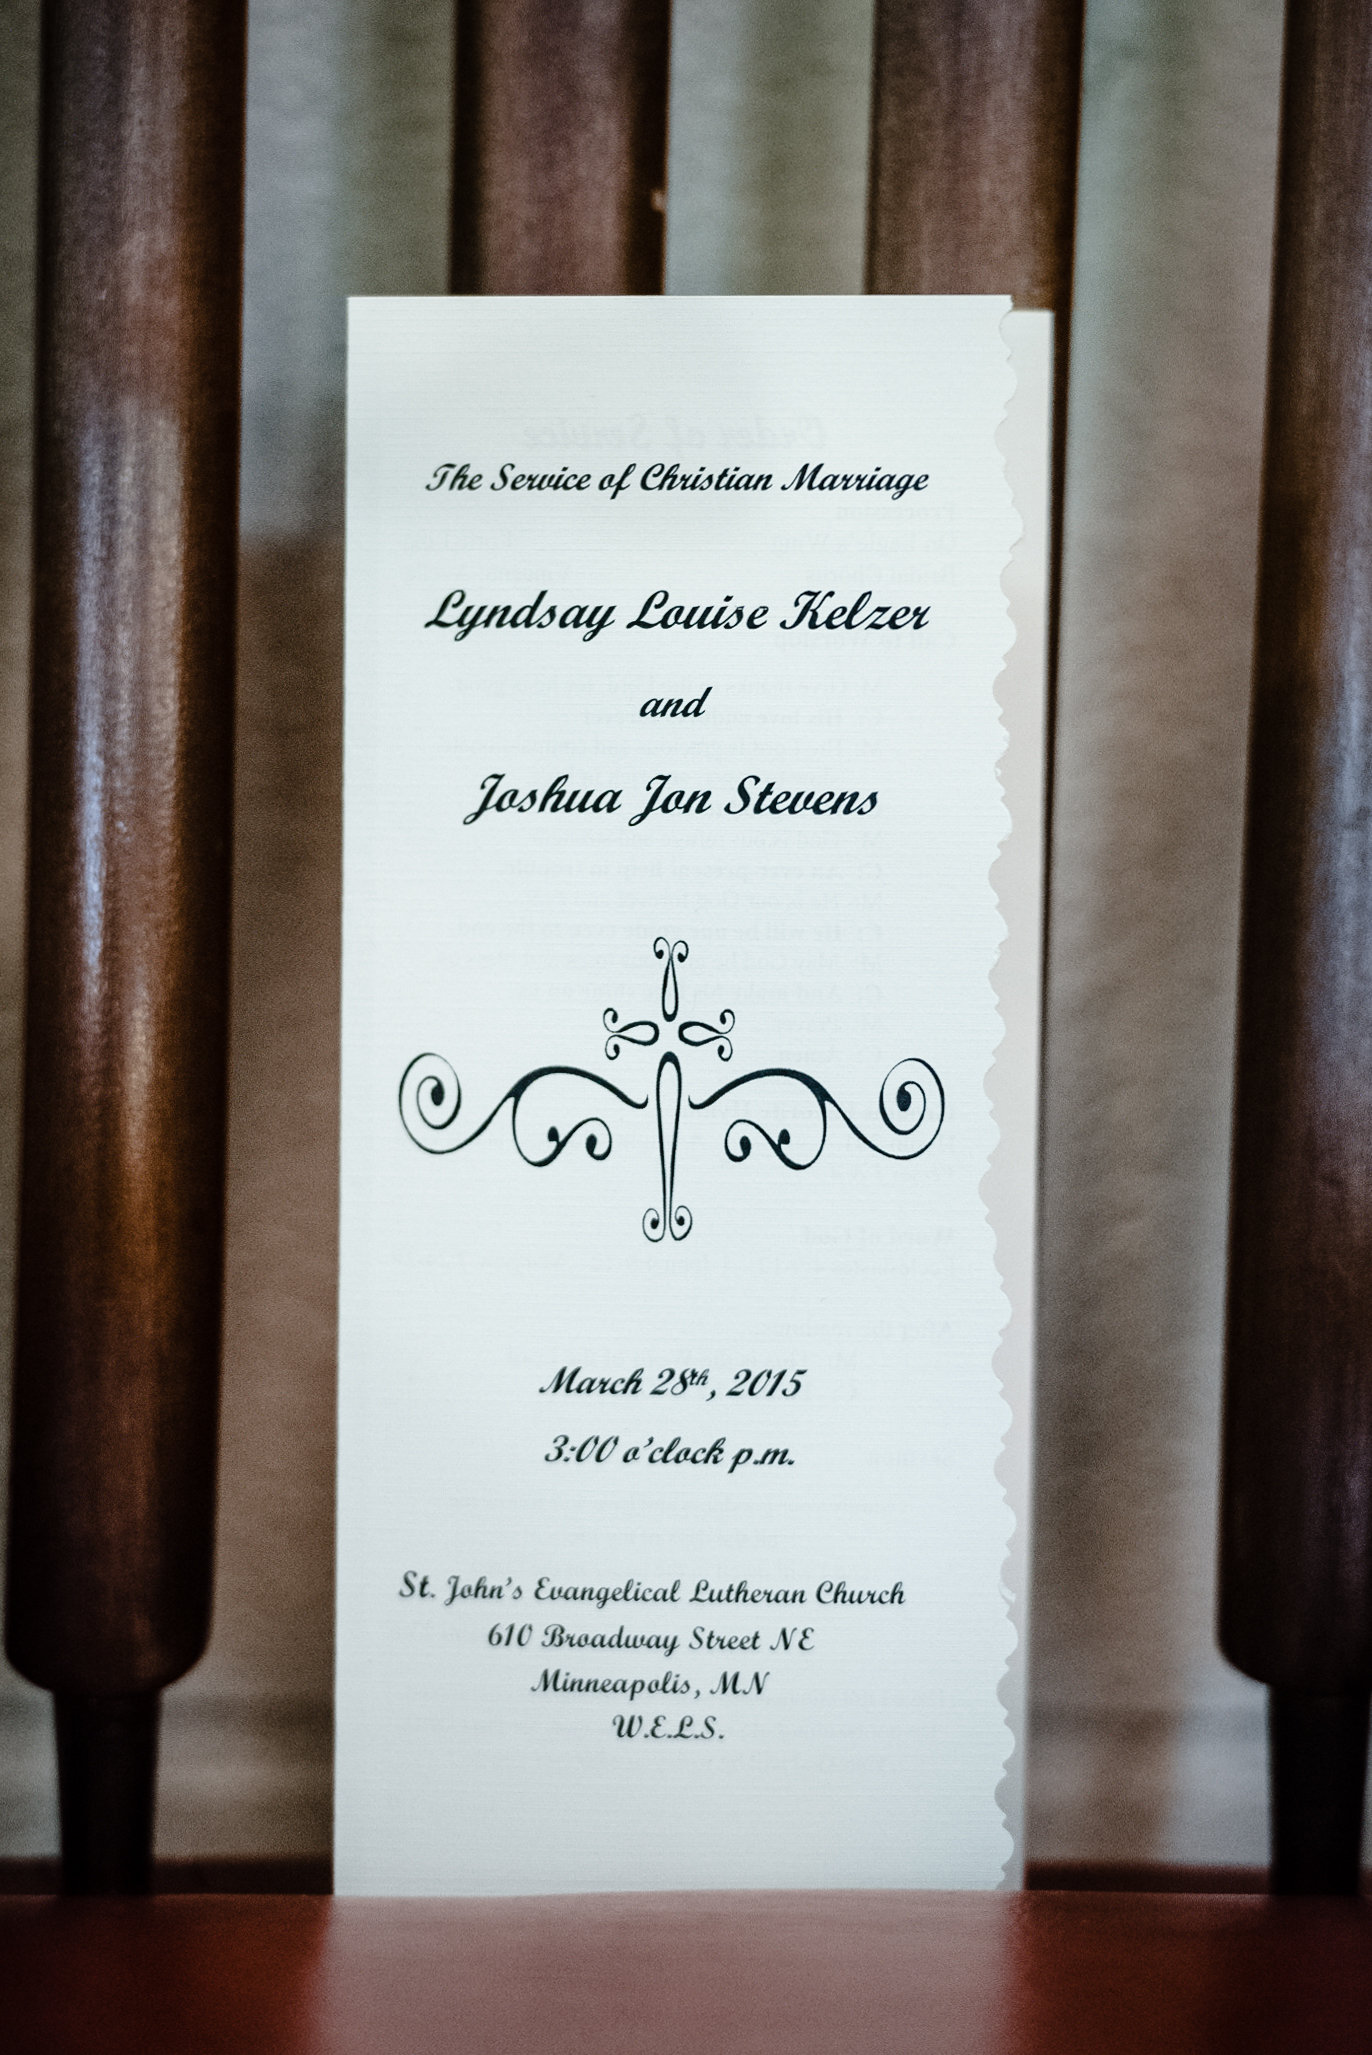 The Service of Christian Marriage
Lyndsay Louise Kelzer
and
Joshua Jon Stevens
March 28th, 2015
3:00 o'clock p.m.
St. John's Evangelical Lutheran Church
610 Broadway Street NE
Minneapolis, MN
W.E.L.S.